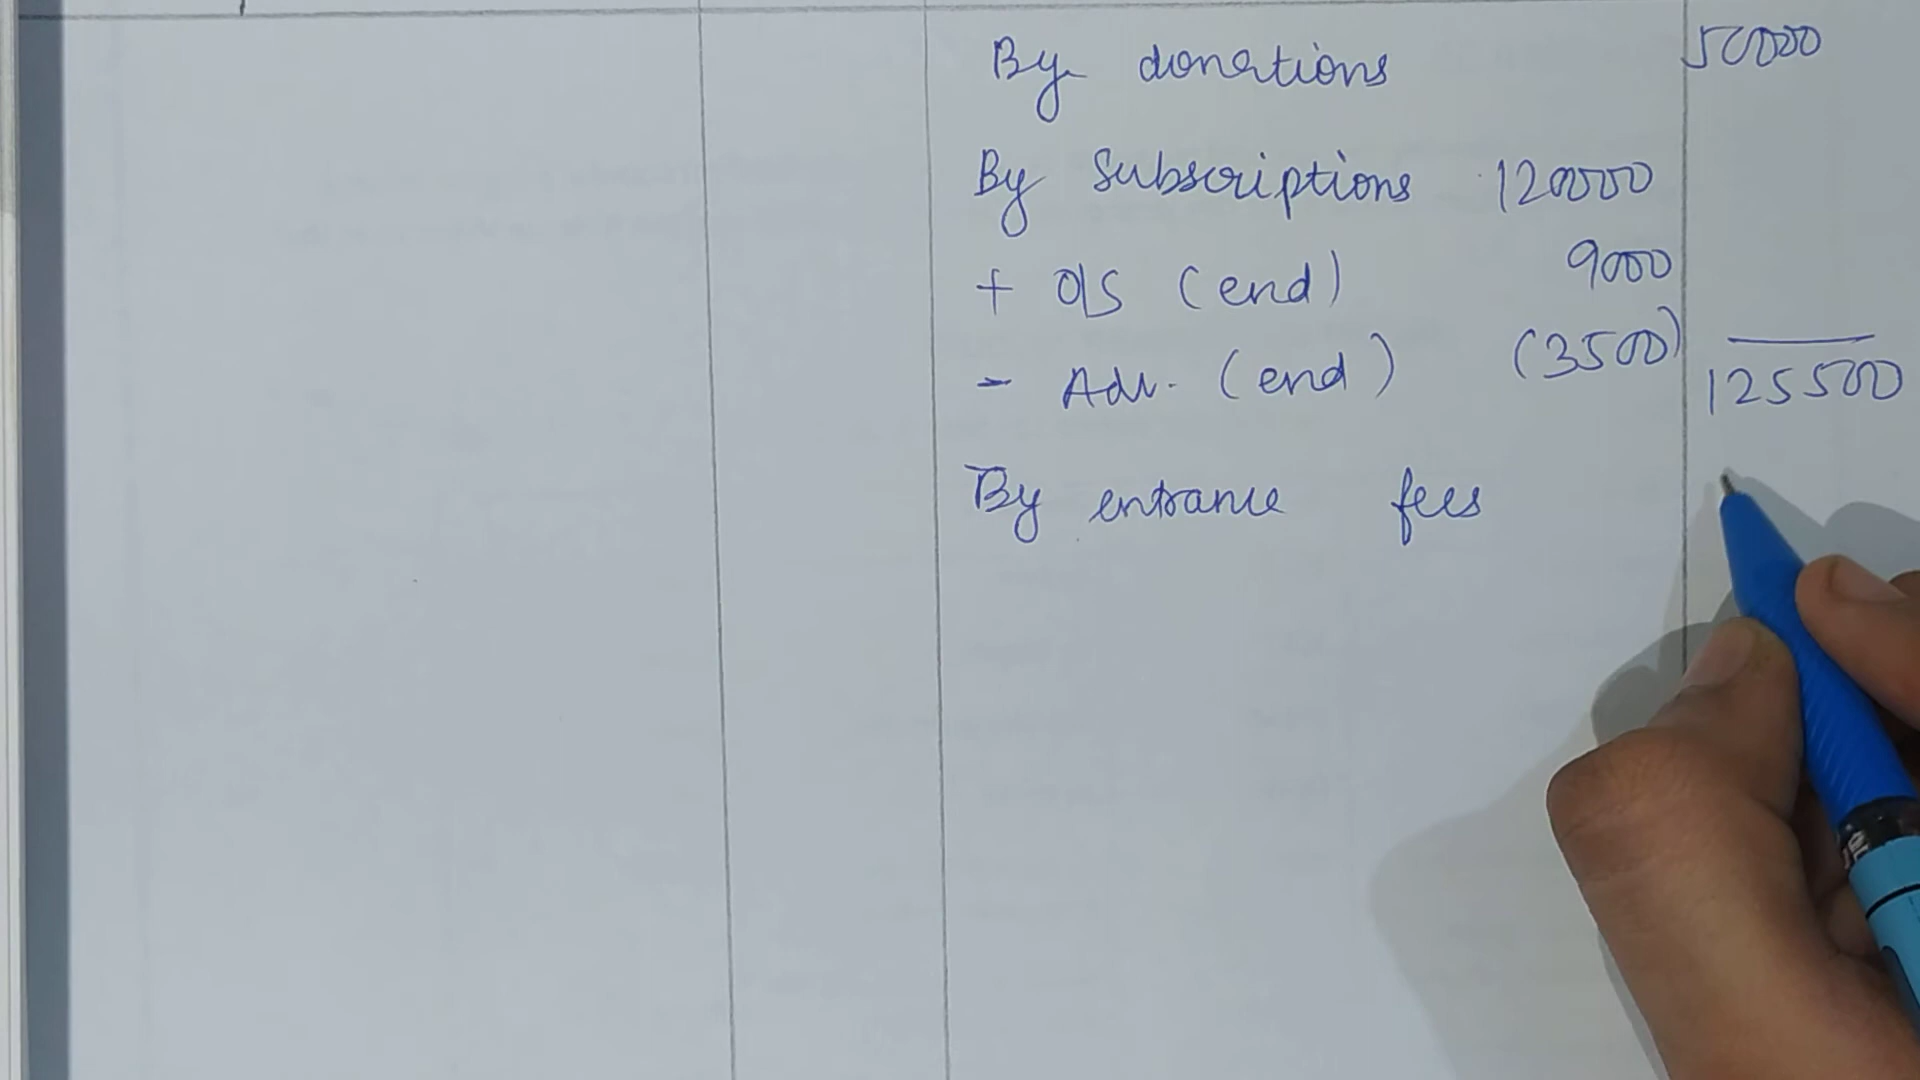 By donations 50000
By Subscriptions 120000
+ O/S (end) 9000
- Adv. (end) (3500) 125500
By entrance fees